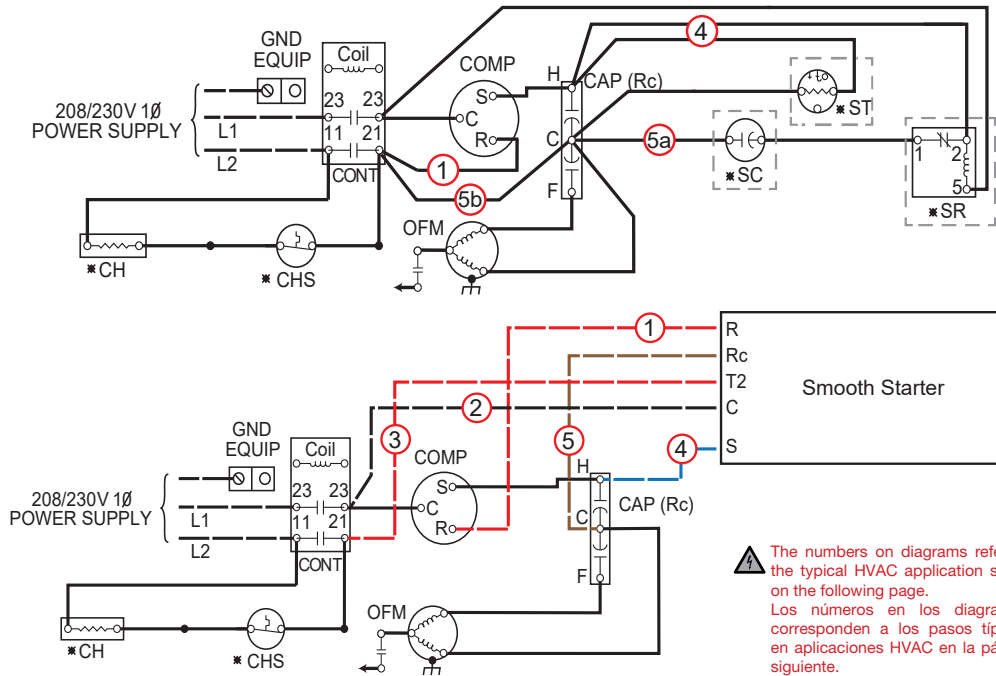 GND
EQUIP
Coil
COMP
H
CAP (Rc)
4
23 23
S
C
R
208/230V 1Ø
POWER SUPPLY
L1
11 21
L2
CONT
1
C
5a
5b
F
*ST
*SC
1 2
5
*SR
OFM
*CH
*CHS
1
R
Rc
T2
C
S
Smooth Starter
2
3
5
4
GND
EQUIP
Coil
COMP
H
CAP (Rc)
23 23
S
C
R
208/230V 1Ø
POWER SUPPLY
L1
11 21
L2
CONT
C
F
OFM
*CH
*CHS
The numbers on diagrams refe
the typical HVAC application s
on the following page.
Los números en los diagra
corresponden a los pasos típ
en aplicaciones HVAC en la pá
siguiente.